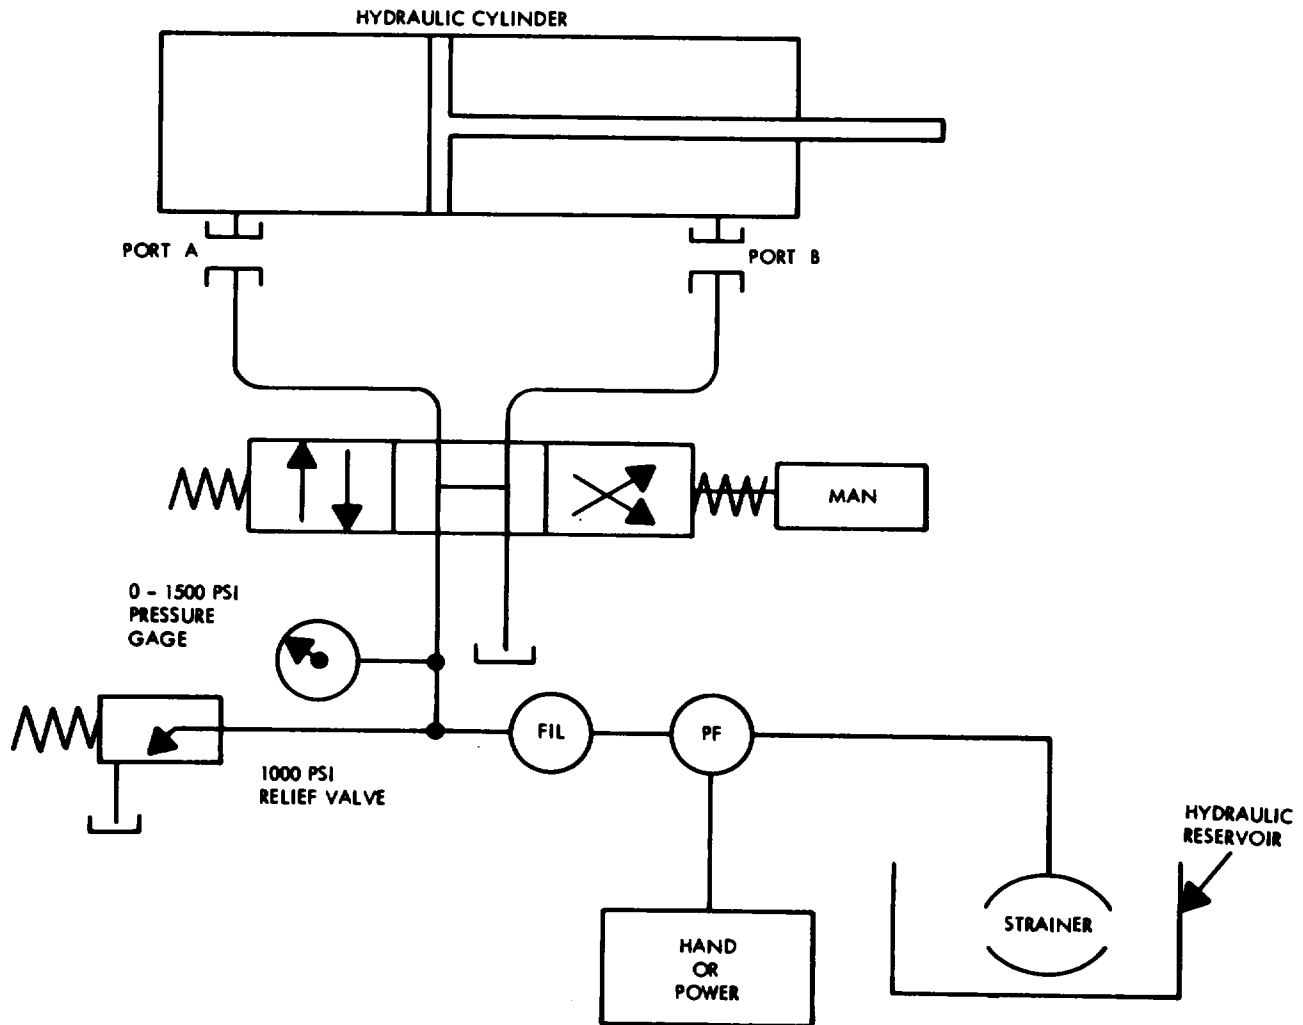 HYDRAULIC CYLINDER
PORT A
PORT B
MAN
0 - 1500 PSI
PRESSURE
GAGE
FIL
PF
1000 PSI
RELIEF VALVE
HYDRAULIC
RESERVOIR
STRAINER
HAND
OR
POWER